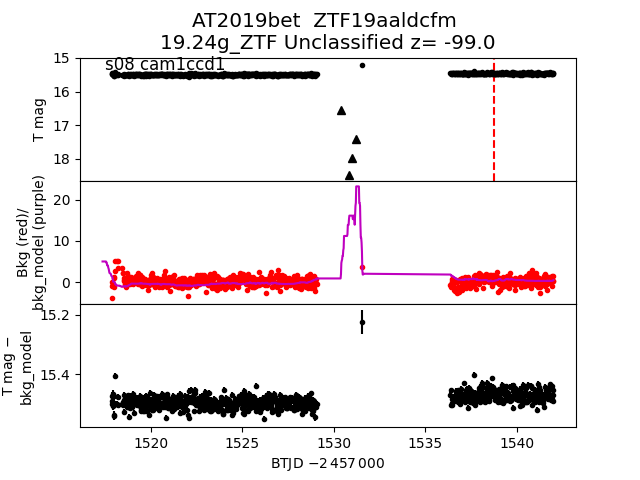 AT2019bet  ZTF19aaldcfm
19.24g_ZTF Unclassified z= -99.0
s08 cam1ccd1
T mag
15
16
17
18
Bkg (red)/
bkg_model (purple)
20
10
0
T mag −
bkg_model
15.2
15.4
1520
1525
1530
1535
1540
BTJD −2 457 000